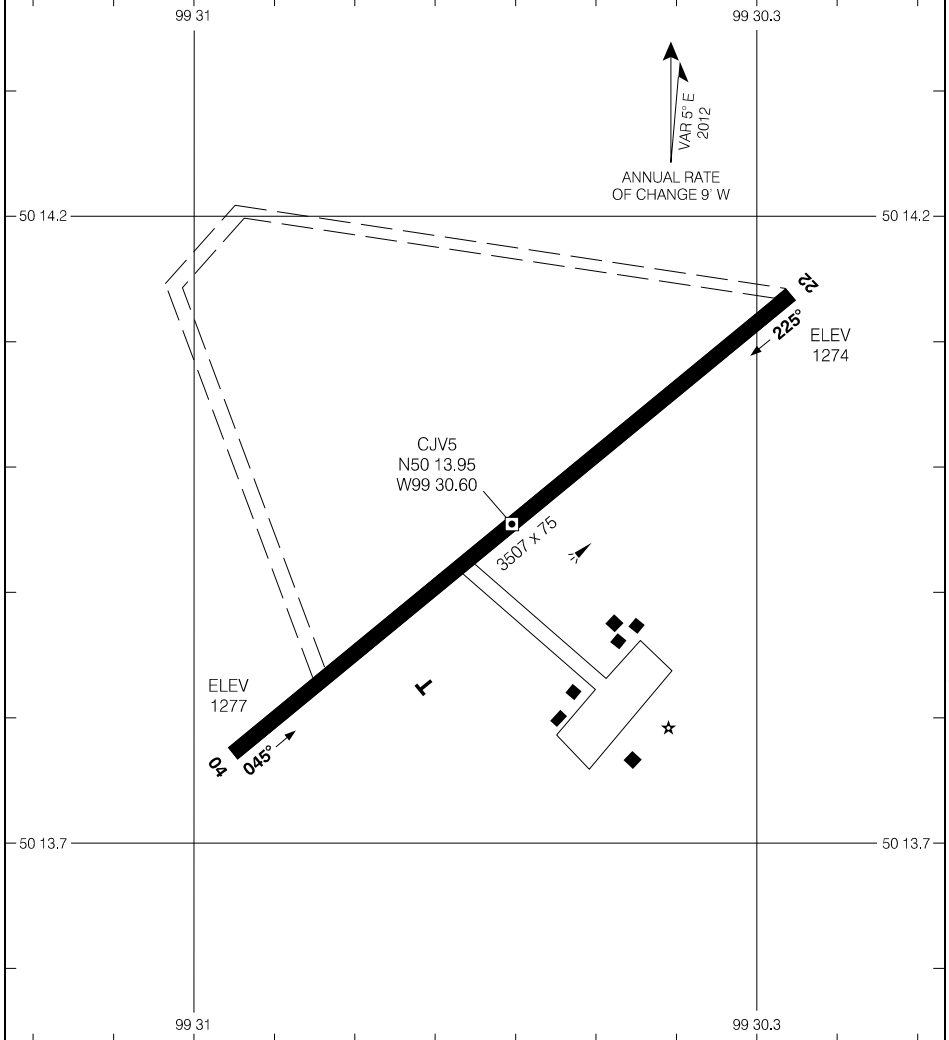 99 31
99 30.3
VAR 5° E
2012
ANNUAL RATE
OF CHANGE 9' W
50 14.2
50 14.2
22
225°
ELEV
1274
CJV5
N50 13.95
W99 30.60
3507 x 75
ELEV
1277
04
045°
50 13.7
50 13.7
99 31
99 30.3